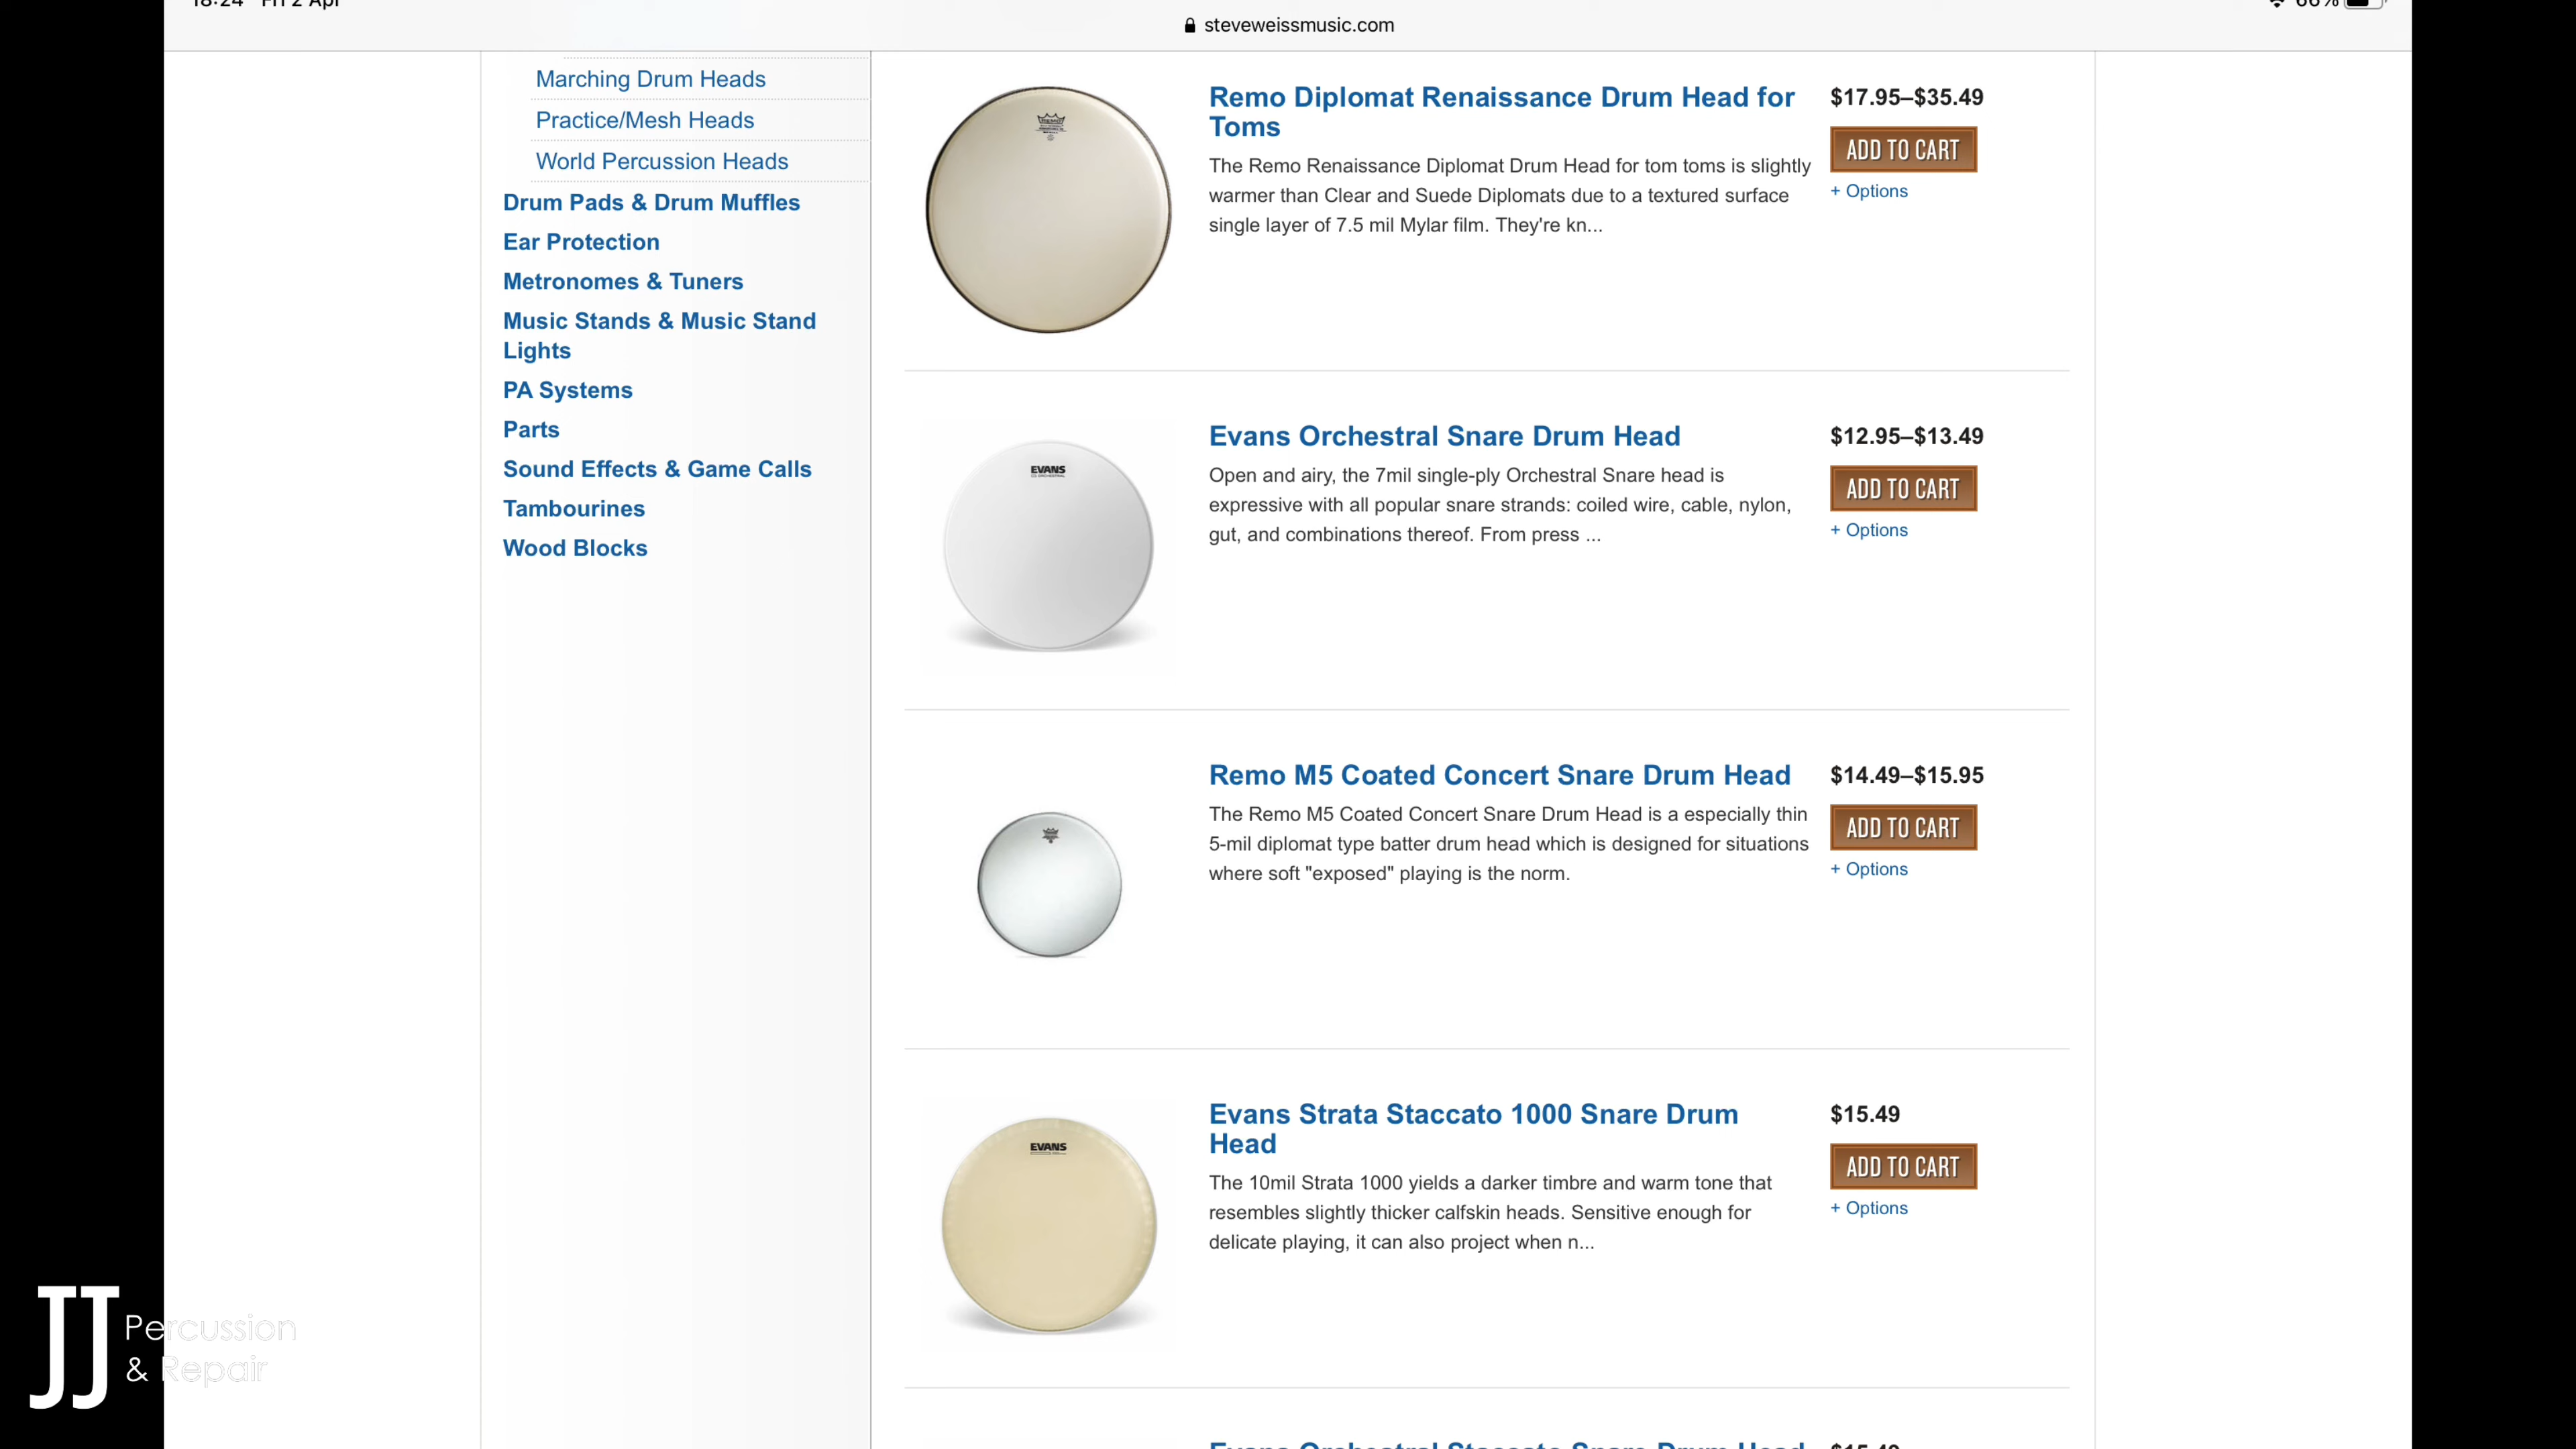 18:24 Fri 2 Apr
66%
steveweissmusic.com
Marching Drum Heads
Practice/Mesh Heads
World Percussion Heads
Drum Pads & Drum Muffles
Ear Protection
Metronomes & Tuners
Music Stands & Music Stand
Lights
PA Systems
Parts
Sound Effects & Game Calls
Tambourines
Wood Blocks
Remo Diplomat Renaissance Drum Head for
Toms
The Remo Renaissance Diplomat Drum Head for tom toms is slightly
warmer than Clear and Suede Diplomats due to a textured surface
single layer of 7.5 mil Mylar film. They're kn...
$17.95–$35.49
ADD TO CART
+ Options
EVANS
Evans Orchestral Snare Drum Head
Open and airy, the 7mil single-ply Orchestral Snare head is
expressive with all popular snare strands: coiled wire, cable, nylon,
gut, and combinations thereof. From press ...
$12.95–$13.49
ADD TO CART
+ Options
Remo M5 Coated Concert Snare Drum Head
The Remo M5 Coated Concert Snare Drum Head is a especially thin
5-mil diplomat type batter drum head which is designed for situations
where soft "exposed" playing is the norm.
$14.49–$15.95
ADD TO CART
+ Options
EVANS
Evans Strata Staccato 1000 Snare Drum
Head
The 10mil Strata 1000 yields a darker timbre and warm tone that
resembles slightly thicker calfskin heads. Sensitive enough for
delicate playing, it can also project when n...
$15.49
ADD TO CART
+ Options
Evans Orchestral Staccato Snare Drum Head
$15.49
JJ Percussion
& Repair